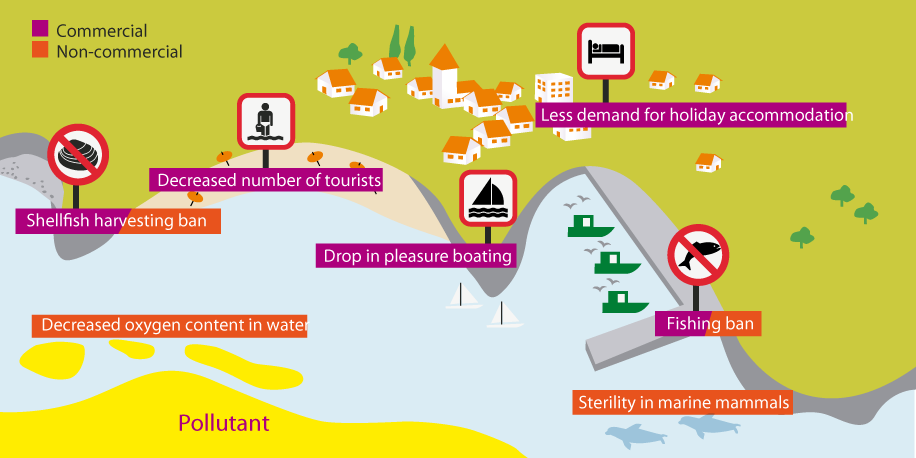 Commercial
Non-commercial
Less demand for holiday accommodation
Decreased number of tourists
Shellfish harvesting ban
Drop in pleasure boating
Fishing ban
Decreased oxygen content in water
Sterility in marine mammals
Pollutant